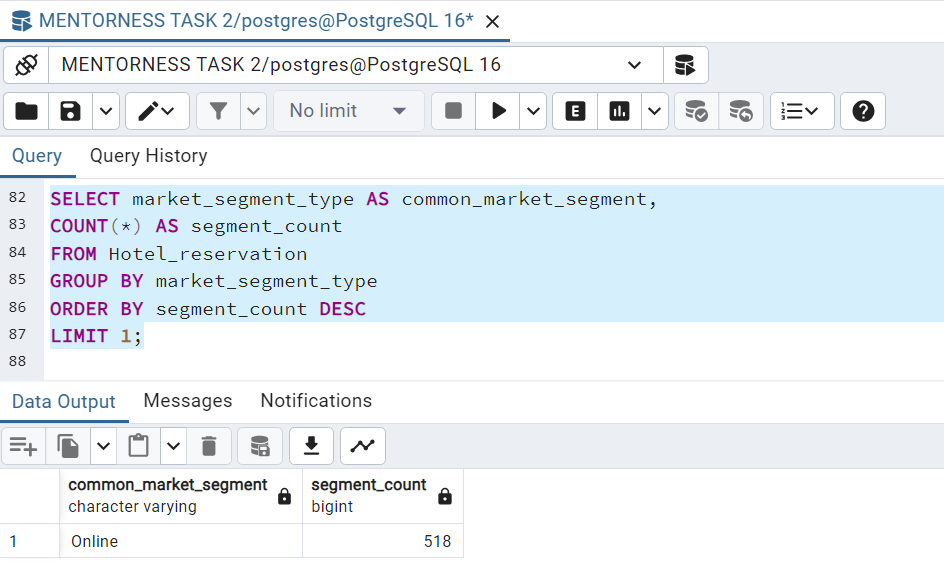 MENTORNESS TASK 2/postgres@PostgreSQL 16*
MENTORNESS TASK 2/postgres@PostgreSQL 16
No limit
E
Query Query History
82 SELECT market_segment_type AS common_market_segment,
83 COUNT(*) AS segment_count
84 FROM Hotel_reservation
85 GROUP BY market_segment_type
86 ORDER BY segment_count DESC
87 LIMIT 1;
88
Data Output Messages Notifications
common_market_segment segment_count
character varying bigint
1 Online 518